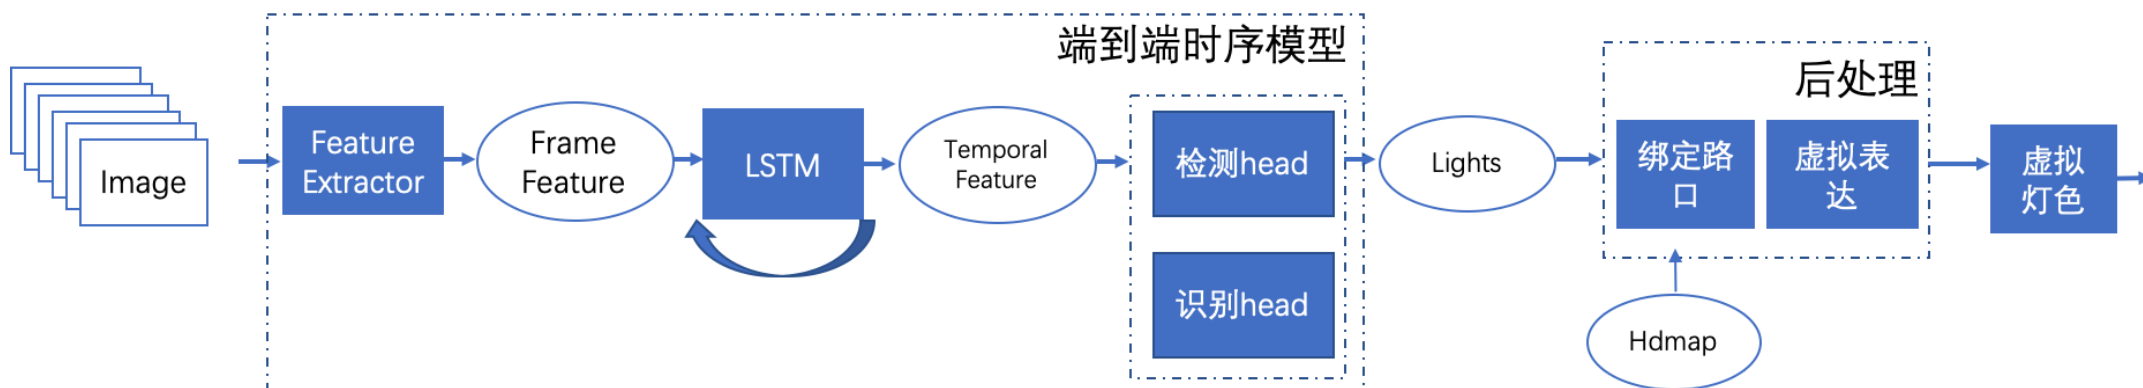 端到端时序模型
后处理
Image
Feature
Extractor
Frame
Feature
LSTM
Temporal
Feature
检测head
识别head
Lights
绑定路
口
虚拟表
达
虚拟
灯色
Hdmap